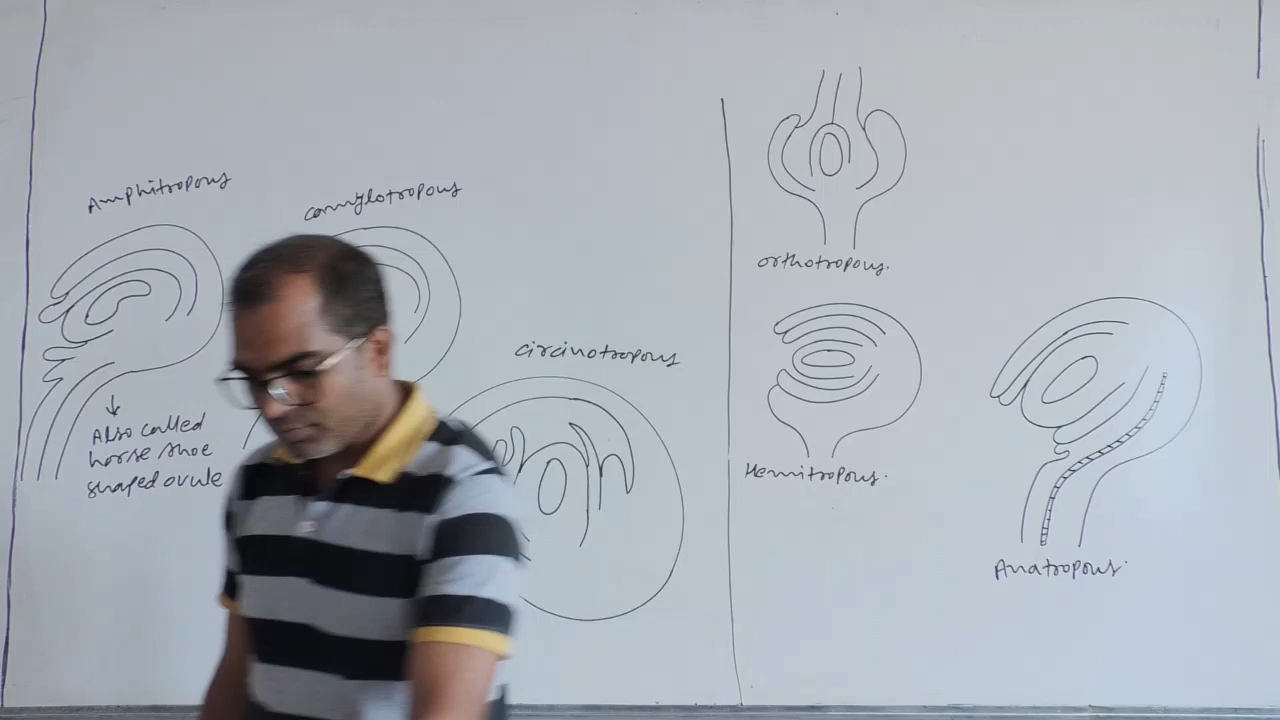 Amphitropous
Camylotropous
Circinotropous
Also called
horse shoe
shaped ovule
orthotropous.
Hemitropous.
Anatropous.